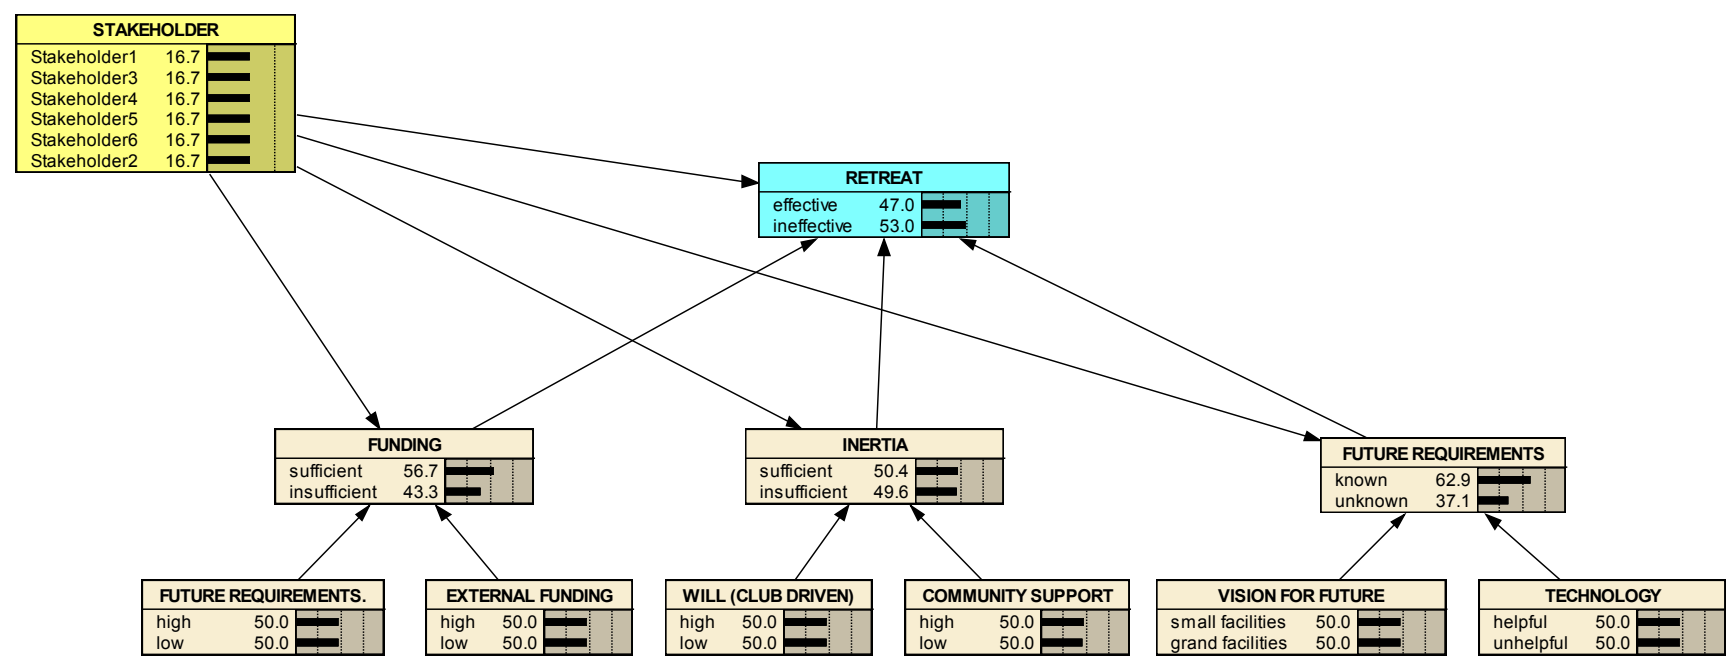 STAKEHOLDER
Stakeholder1 16.7
Stakeholder3 16.7
Stakeholder4 16.7
Stakeholder5 16.7
Stakeholder6 16.7
Stakeholder2 16.7
RETREAT
effective 47.0
ineffective 53.0
FUNDING
sufficient 56.7
insufficient 43.3
INERTIA
sufficient 50.4
insufficient 49.6
FUTURE REQUIREMENTS
known 62.9
unknown 37.1
FUTURE REQUIREMENTS.
high 50.0
low 50.0
EXTERNAL FUNDING
high 50.0
low 50.0
WILL (CLUB DRIVEN)
high 50.0
low 50.0
COMMUNITY SUPPORT
high 50.0
low 50.0
VISION FOR FUTURE
small facilities 50.0
grand facilities 50.0
TECHNOLOGY
helpful 50.0
unhelpful 50.0